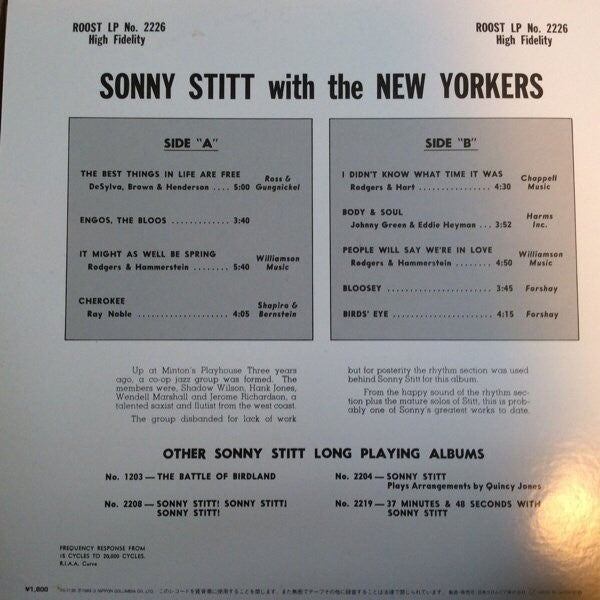 ROOST LP No. 2226
High Fidelity
ROOST LP No. 2226
High Fidelity
SONNY STITT with the NEW YORKERS
SIDE "A"
THE BEST THINGS IN LIFE ARE FREE
DeSylva, Brown & Henderson .... 5:00 Ross & Gungnickel
ENGOS, THE BLOOS ............. 3:40
IT MIGHT AS WELL BE SPRING
Rodgers & Hammerstein ........ 5:40 Williamson Music
CHEROKEE
Ray Noble .................... 4:05 Shapiro & Bernstein
SIDE "B"
I DIDN'T KNOW WHAT TIME IT WAS
Rodgers & Hart ................ 4:30 Chappell Music
BODY & SOUL
Johnny Green & Eddie Heyman ... 3:52 Harms Inc.
PEOPLE WILL SAY WE'RE IN LOVE
Rodgers & Hammerstein ......... 4:50 Williamson Music
BLOOSEY ....................... 3:45 Forshay
BIRDS' EYE .................... 4:15 Forshay
Up at Minton's Playhouse Three years
ago, a co-op jazz group was formed. The
members were, Shadow Wilson, Hank Jones,
Wendell Marshall and Jerome Richardson, a
talented saxist and flutist from the west coast.
The group disbanded for lack of work
but for posterity the rhythm section was used
behind Sonny Stitt for this album.
From the happy sound of the rhythm sec-
tion plus the mature solos of Stitt, this is prob-
ably one of Sonny's greatest works to date.
OTHER SONNY STITT LONG PLAYING ALBUMS
No. 1203 — THE BATTLE OF BIRDLAND
No. 2208 — SONNY STITT! SONNY STITT!
SONNY STITT!
No. 2204 — SONNY STITT
Plays Arrangements by Quincy Jones
No. 2219 — 37 MINUTES & 48 SECONDS WITH
SONNY STITT
FREQUENCY RESPONSE FROM
15 CYCLES TO 20,000 CYCLES.
R.I.A.A. Curve
¥1,800 NIPPON COLUMBIA CO., LTD.